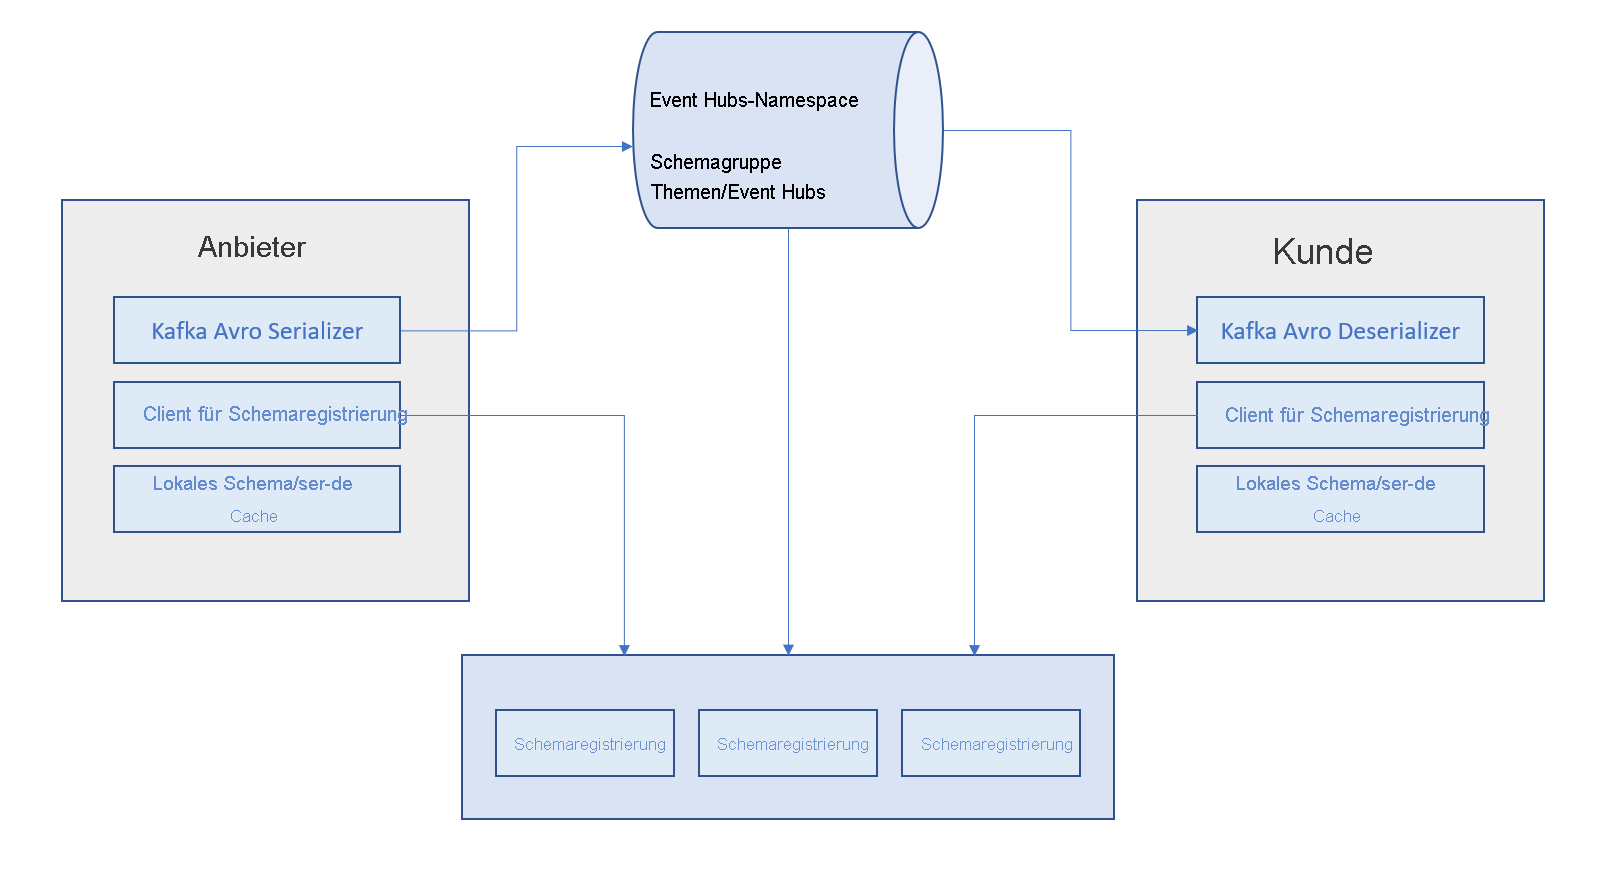 Event Hubs-Namespace
Schemagruppe
Themen/Event Hubs
Anbieter
Kafka Avro Serializer
Client für Schemaregistrierung
Lokales Schema/ser-de
Cache
Kunde
Kafka Avro Deserializer
Client für Schemaregistrierung
Lokales Schema/ser-de
Cache
Schemaregistrierung
Schemaregistrierung
Schemaregistrierung